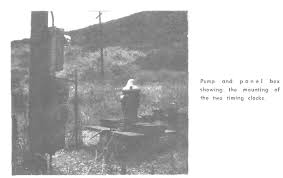 Pump and panel box
showing the mounting of
the two timing clocks